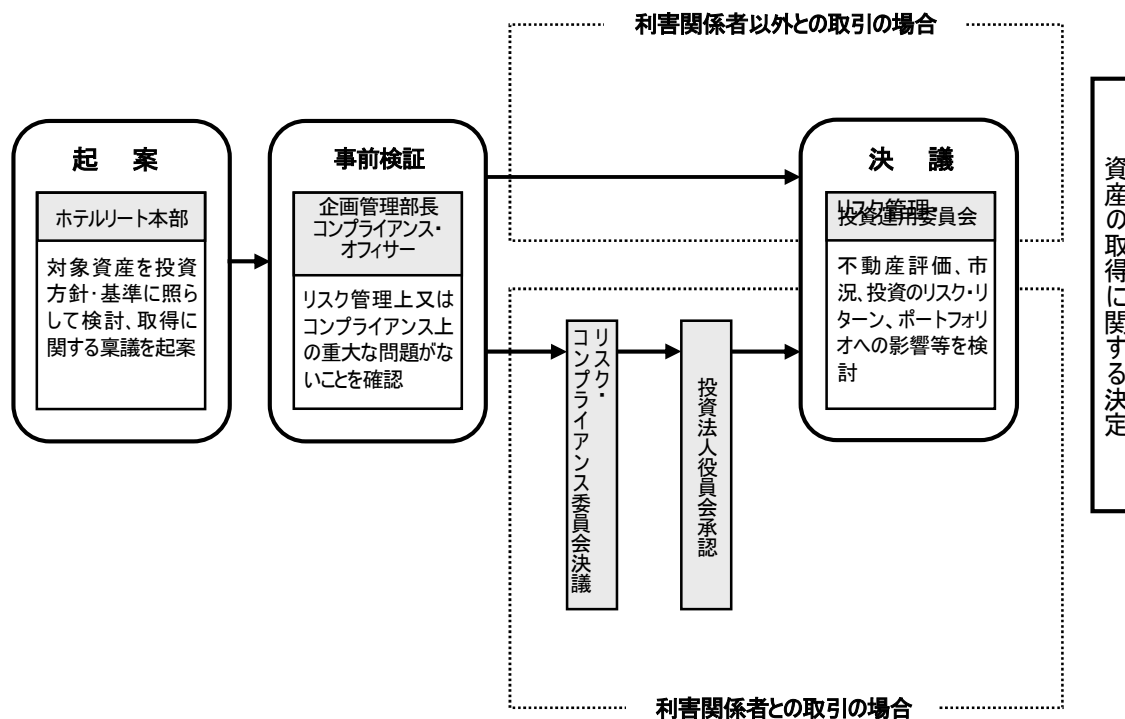 利害関係者以外との取引の場合
起　案
ホテルリート本部
対象資産を投資
方針・基準に照ら
して検討、取得に
関する稟議を起案
事前検証
企画管理部長
コンプライアンス・
オフィサー
リスク管理上又は
コンプライアンス上
の重大な問題がな
いことを確認
リスク・
コンプライアンス委員会決議
投資法人役員会承認
決　議
リスク管理・
投資運用委員会
不動産評価、市
況、投資のリスク・リ
ターン、ポートフォリ
オへの影響等を検
討
資産の取得に関する決定
利害関係者との取引の場合